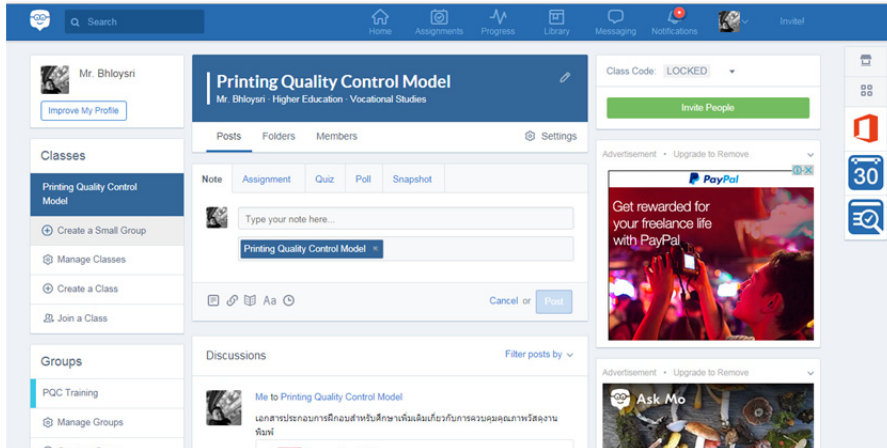 Search
Home
Assignments
Progress
Library
Messaging
Notifications
Invite!
Mr. Bhloysri
Improve My Profile
Classes
Printing Quality Control
Model
Create a Small Group
Manage Classes
Create a Class
Join a Class
Groups
PQC Training
Manage Groups
Printing Quality Control Model
Mr. Bhloysri · Higher Education · Vocational Studies
Posts
Folders
Members
Settings
Note
Assignment
Quiz
Poll
Snapshot
Type your note here...
Printing Quality Control Model ×
Aa
Cancel or Post
Discussions
Filter posts by
Me to Printing Quality Control Model
เอกสารประกอบการฝึกอบสำหรับศึกษาเพิ่มเติมเกี่ยวกับการควบคุมคุณภาพวัสดุงาน
พิมพ์
Class Code: LOCKED
Invite People
Advertisement • Upgrade to Remove
PayPal
Get rewarded for
your freelance life
with PayPal
Advertisement • Upgrade to Remove
Ask Mo
30